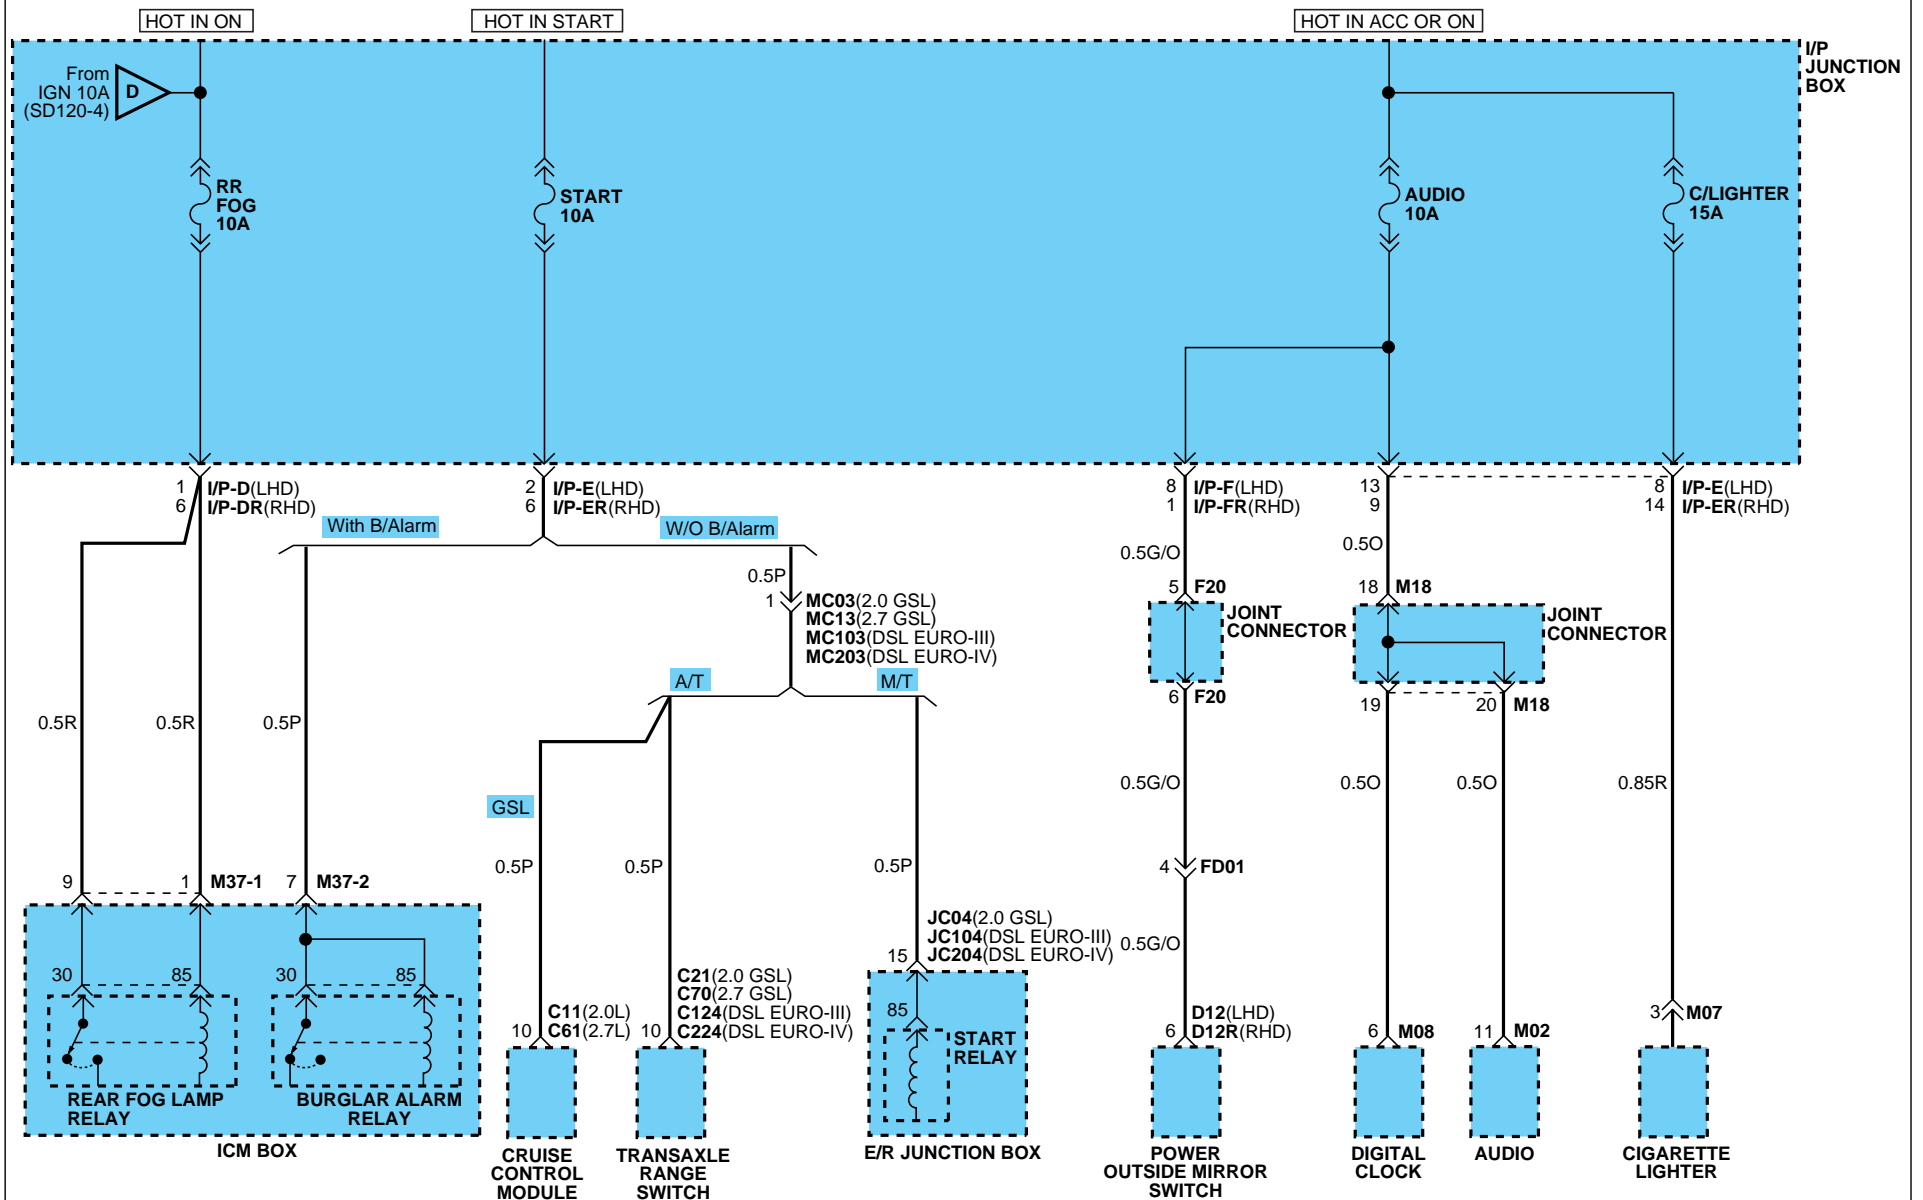 HOT IN ON
HOT IN START
HOT IN ACC OR ON
I/P
JUNCTION
BOX
From
IGN 10A
(SD120-4)
D
RR
FOG
10A
START
10A
AUDIO
10A
C/LIGHTER
15A
1 I/P-D(LHD)
6 I/P-DR(RHD)
2 I/P-E(LHD)
6 I/P-ER(RHD)
8 I/P-F(LHD)
1 I/P-FR(RHD)
13
9
8 I/P-E(LHD)
14 I/P-ER(RHD)
With B/Alarm
W/O B/Alarm
0.5G/O
0.5O
0.5P
1 MC03(2.0 GSL)
MC13(2.7 GSL)
MC103(DSL EURO-III)
MC203(DSL EURO-IV)
5 F20
18 M18
JOINT
CONNECTOR
JOINT
CONNECTOR
A/T
M/T
6 F20
19
20 M18
0.5R
0.5R
0.5P
0.5G/O
0.5O
0.5O
0.85R
GSL
0.5P
0.5P
0.5P
4 FD01
9
1 M37-1
7 M37-2
JC04(2.0 GSL)
JC104(DSL EURO-III)
15 JC204(DSL EURO-IV)
0.5G/O
30
85
30
85
C21(2.0 GSL)
C70(2.7 GSL)
C124(DSL EURO-III)
10 C224(DSL EURO-IV)
C11(2.0L)
10 C61(2.7L)
85
START
RELAY
D12(LHD)
6 D12R(RHD)
6 M08
11 M02
3 M07
REAR FOG LAMP
RELAY
BURGLAR ALARM
RELAY
ICM BOX
CRUISE
CONTROL
MODULE
TRANSAXLE
RANGE
SWITCH
E/R JUNCTION BOX
POWER
OUTSIDE MIRROR
SWITCH
DIGITAL
CLOCK
AUDIO
CIGARETTE
LIGHTER